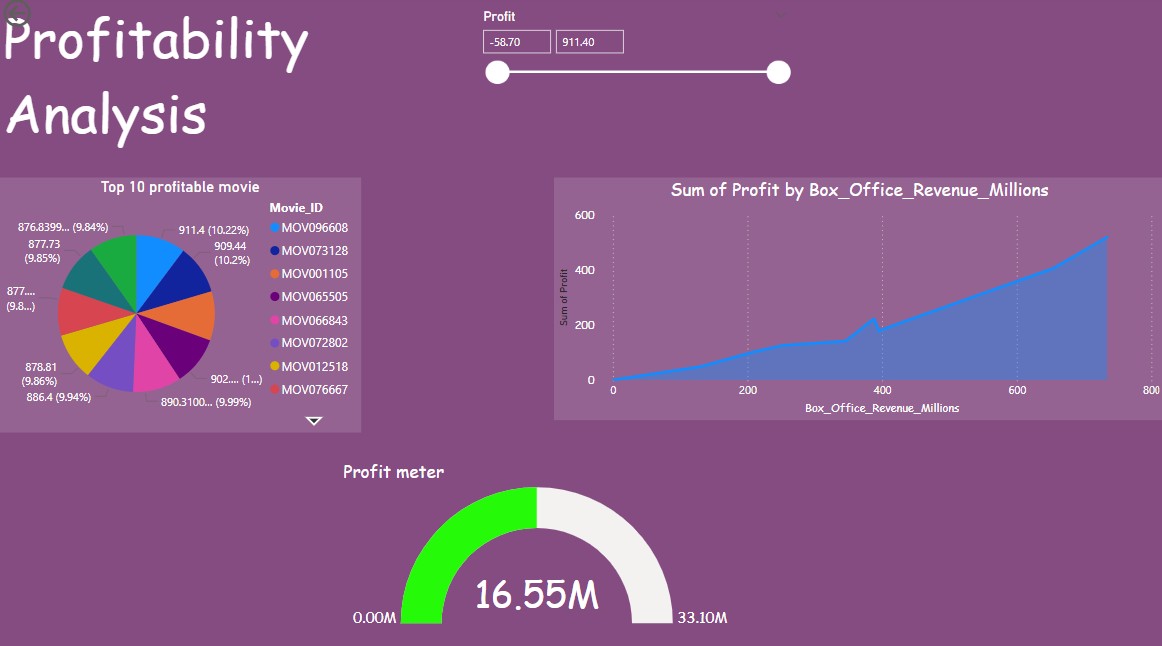 Profitability
Analysis
Profit
-58.70
911.40
Top 10 profitable movie
Movie_ID
MOV096608
MOV073128
MOV001105
MOV065505
MOV066843
MOV072802
MOV012518
MOV076667
876.8399... (9.84%)
877.73
(9.85%)
877....
(9.8...)
878.81
(9.86%)
886.4 (9.94%)
911.4 (10.22%)
909.44
(10.2%)
902.... (1...)
890.3100... (9.99%)
Sum of Profit by Box_Office_Revenue_Millions
Sum of Profit
600
400
200
0
0
200
400
600
800
Box_Office_Revenue_Millions
Profit meter
16.55M
0.00M
33.10M